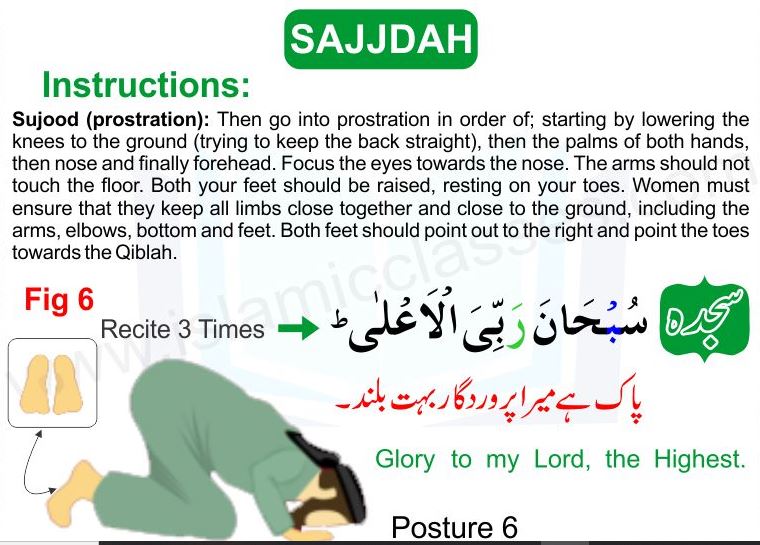 SAJJDAH
Instructions:
Sujood (prostration): Then go into prostration in order of; starting by lowering the
knees to the ground (trying to keep the back straight), then the palms of both hands,
then nose and finally forehead. Focus the eyes towards the nose. The arms should not
touch the floor. Both your feet should be raised, resting on your toes. Women must
ensure that they keep all limbs close together and close to the ground, including the
arms, elbows, bottom and feet. Both feet should point out to the right and point the toes
towards the Qiblah.
Fig 6
Recite 3 Times
سُبْحَانَ رَبِّیَ الْاَعْلٰی ؕ
سجدہ
پاک ہے میرا پروردگار بہت بلند۔
Glory to my Lord, the Highest.
Posture 6